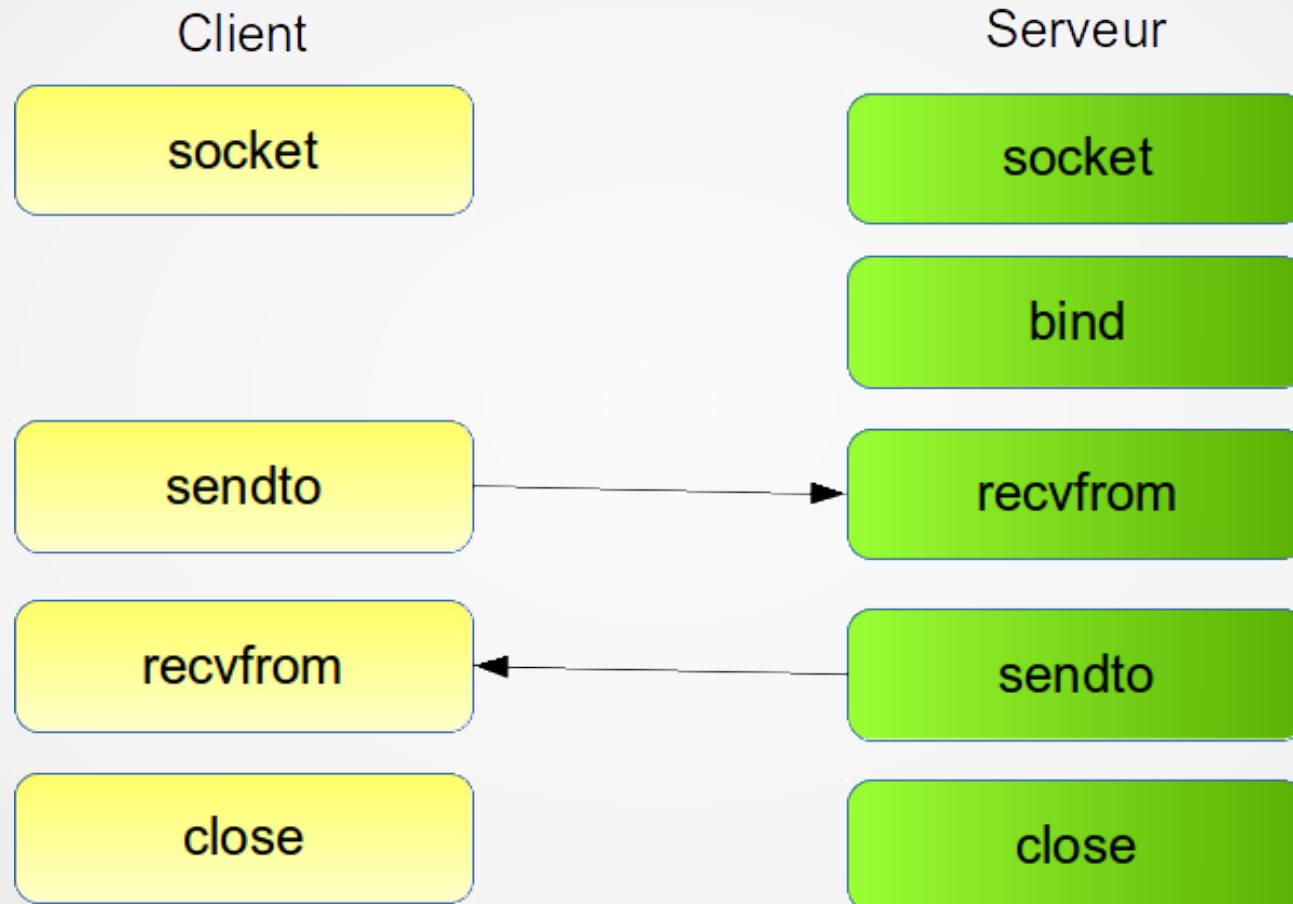 Client
Serveur
socket
socket
bind
sendto
recvfrom
recvfrom
sendto
close
close